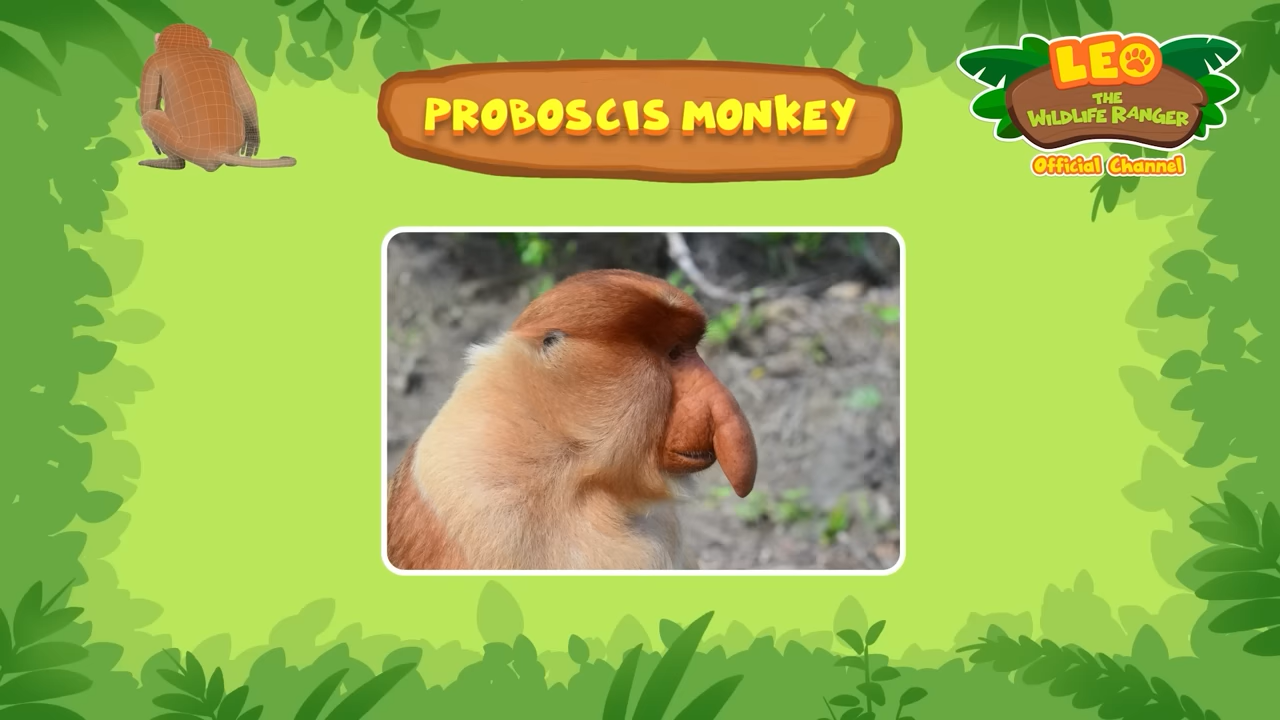 PROBOSCIS MONKEY
LEO
THE
WILDLIFE RANGER
Official Channel